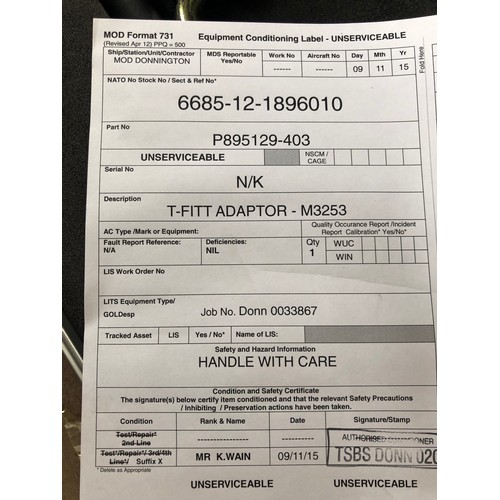 MOD Format 731 Equipment Conditioning Label - UNSERVICEABLE
(Revised Apr 12) PPQ = 500
Ship/Station/Unit/Contractor MDS Reportable Work No Aircraft No Day Mth Yr
MOD DONNINGTON Yes/No ------ ------ 09 11 15
Fold Here
NATO No Stock No / Sect & Ref No*
6685-12-1896010
Part No
P895129-403
UNSERVICEABLE NSCM / CAGE
Serial No
N/K
Description
T-FITT ADAPTOR - M3253
AC Type /Mark or Equipment: Quality Occurance Report /Incident
Report Calibration* Yes/No*
Fault Report Reference: Deficiencies: Qty WUC
N/A NIL 1 WIN
LIS Work Order No
LITS Equipment Type/
GOLDesp Job No. Donn 0033867
Tracked Asset LIS Yes / No* Name of LIS:
Safety and Hazard Information
HANDLE WITH CARE
Condition and Safety Certificate
The signature(s) below certify item conditioned and that the relevant Safety Precautions
/ Inhibiting / Preservation actions have been taken.
Condition Rank & Name Date Signature/Stamp
Test/Repair*
2nd Line ---------------- ----------
AUTHORISED
Test*/Repair*/ 3rd/4th
Line*/ Suffix X MR K.WAIN 09/11/15 TSBS DONN 020
* Delete as Appropriate
UNSERVICEABLE UNSERVICEABLE